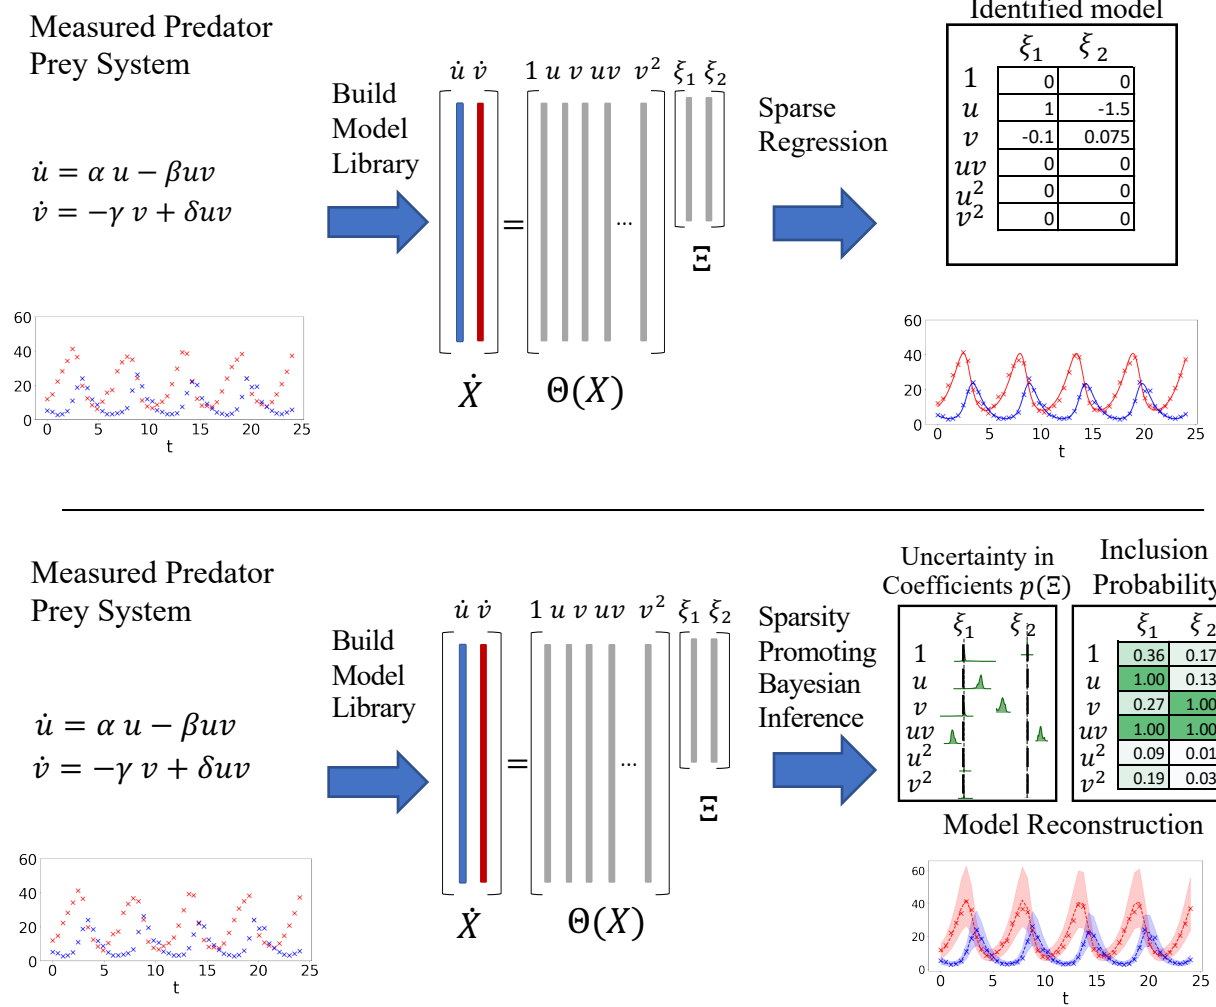 Measured Predator
Prey System
u̇ = α u − βuv
v̇ = −γ v + δuv
60
40
20
0
0 5 10 15 20 25
t
Build
Model
Library
u̇ v̇
Ẋ
=
1 u v uv v²
...
Θ(X)
ξ₁ ξ₂
Ξ
Sparse
Regression
Identified model
ξ₁ ξ₂
1 0 0
u 1 -1.5
v -0.1 0.075
uv 0 0
u² 0 0
v² 0 0
60
40
20
0
0 5 10 15 20 25
t
Measured Predator
Prey System
u̇ = α u − βuv
v̇ = −γ v + δuv
60
40
20
0
0 5 10 15 20 25
t
Build
Model
Library
u̇ v̇
Ẋ
=
1 u v uv v²
...
Θ(X)
ξ₁ ξ₂
Ξ
Sparsity
Promoting
Bayesian
Inference
Uncertainty in
Coefficients p(Ξ)
ξ₁ ξ₂
1
u
v
uv
u²
v²
Inclusion
Probability
ξ₁ ξ₂
1 0.36 0.17
u 1.00 0.13
v 0.27 1.00
uv 1.00 1.00
u² 0.09 0.01
v² 0.19 0.03
Model Reconstruction
60
40
20
0
0 5 10 15 20 25
t